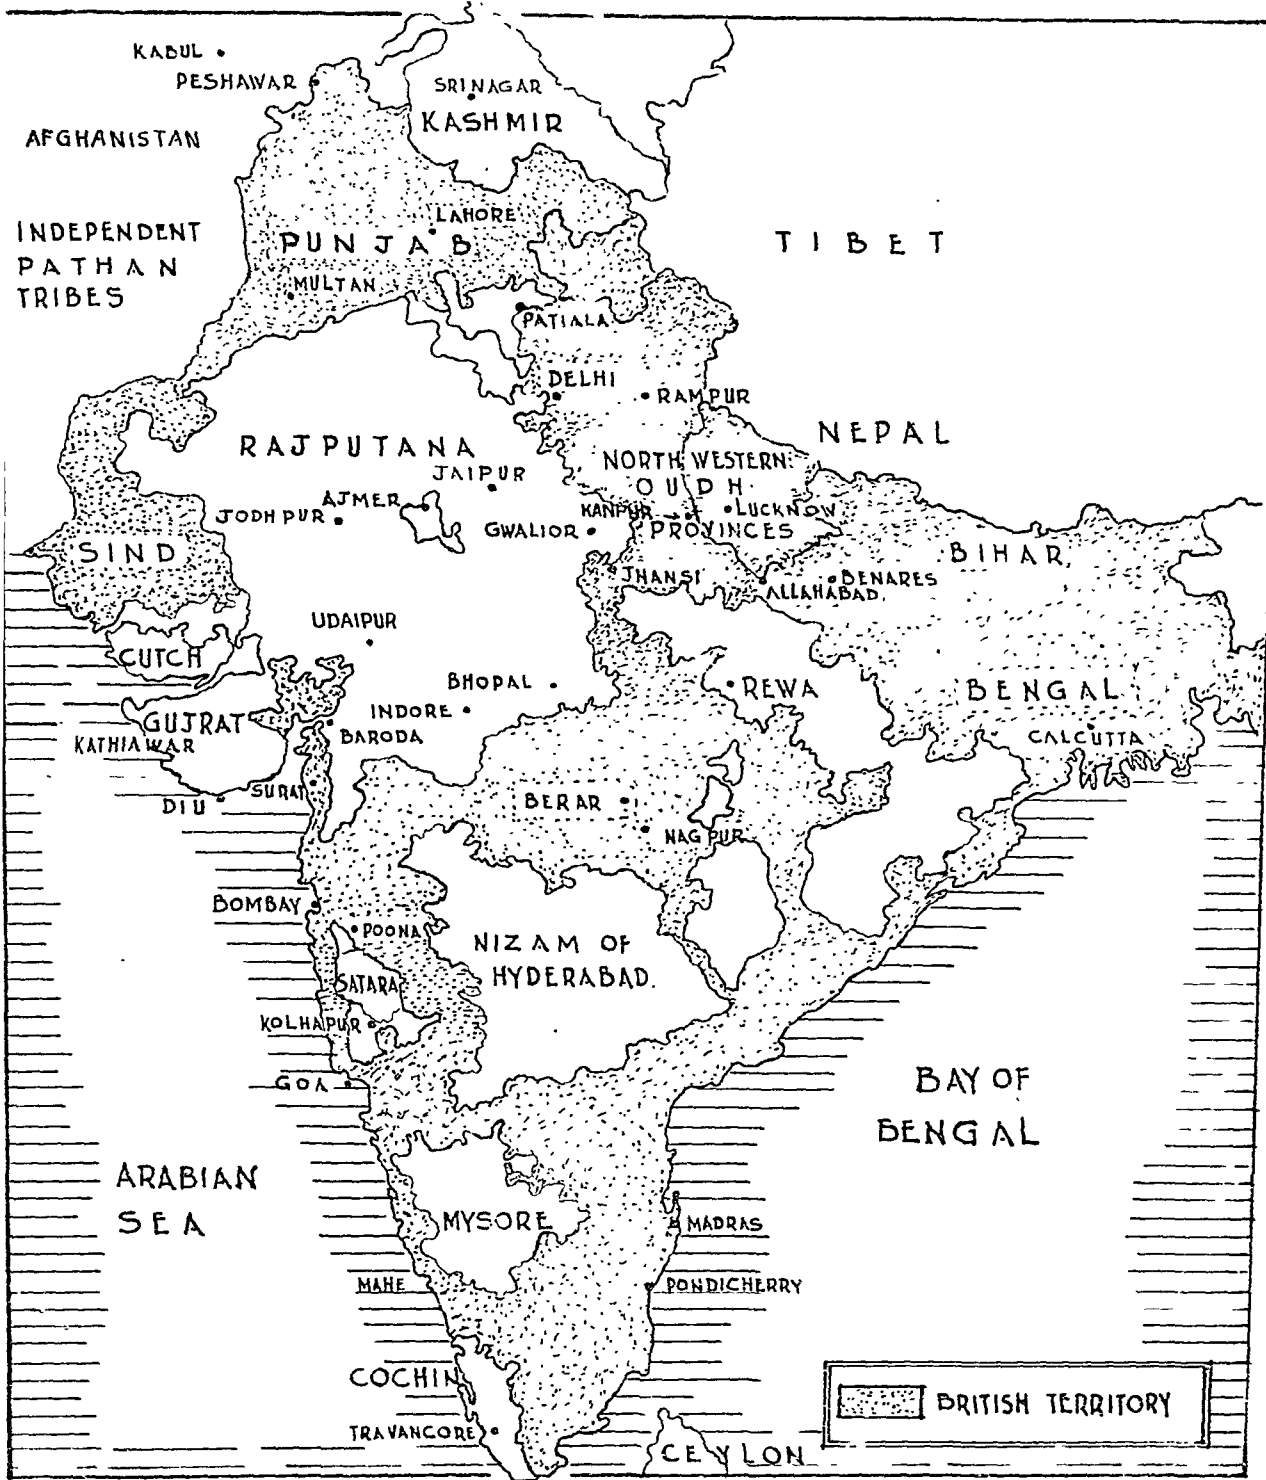 KABUL
PESHAWAR
SRINAGAR
KASHMIR
AFGHANISTAN
INDEPENDENT
PATHAN
TRIBES
LAHORE
PUNJAB
TIBET
MULTAN
PATIALA
DELHI
RAMPUR
NEPAL
RAJPUTANA
JAIPUR
NORTH WESTERN
OUDH
AJMER
JODHPUR
KANPUR
LUCKNOW
GWALIOR
PROVINCES
SIND
BIHAR
JHANSI
BENARES
ALLAHABAD
UDAIPUR
CUTCH
BHOPAL
REWA
BENGAL
INDORE
GUJRAT
BARODA
KATHIAWAR
CALCUTTA
SURAT
DIU
BERAR
NAGPUR
BOMBAY
POONA
NIZAM OF
HYDERABAD.
SATARA
KOLHAPUR
GOA
BAY OF
BENGAL
ARABIAN
SEA
MYSORE
MADRAS
MAHE
PONDICHERRY
COCHIN
BRITISH TERRITORY
TRAVANCORE
CEYLON